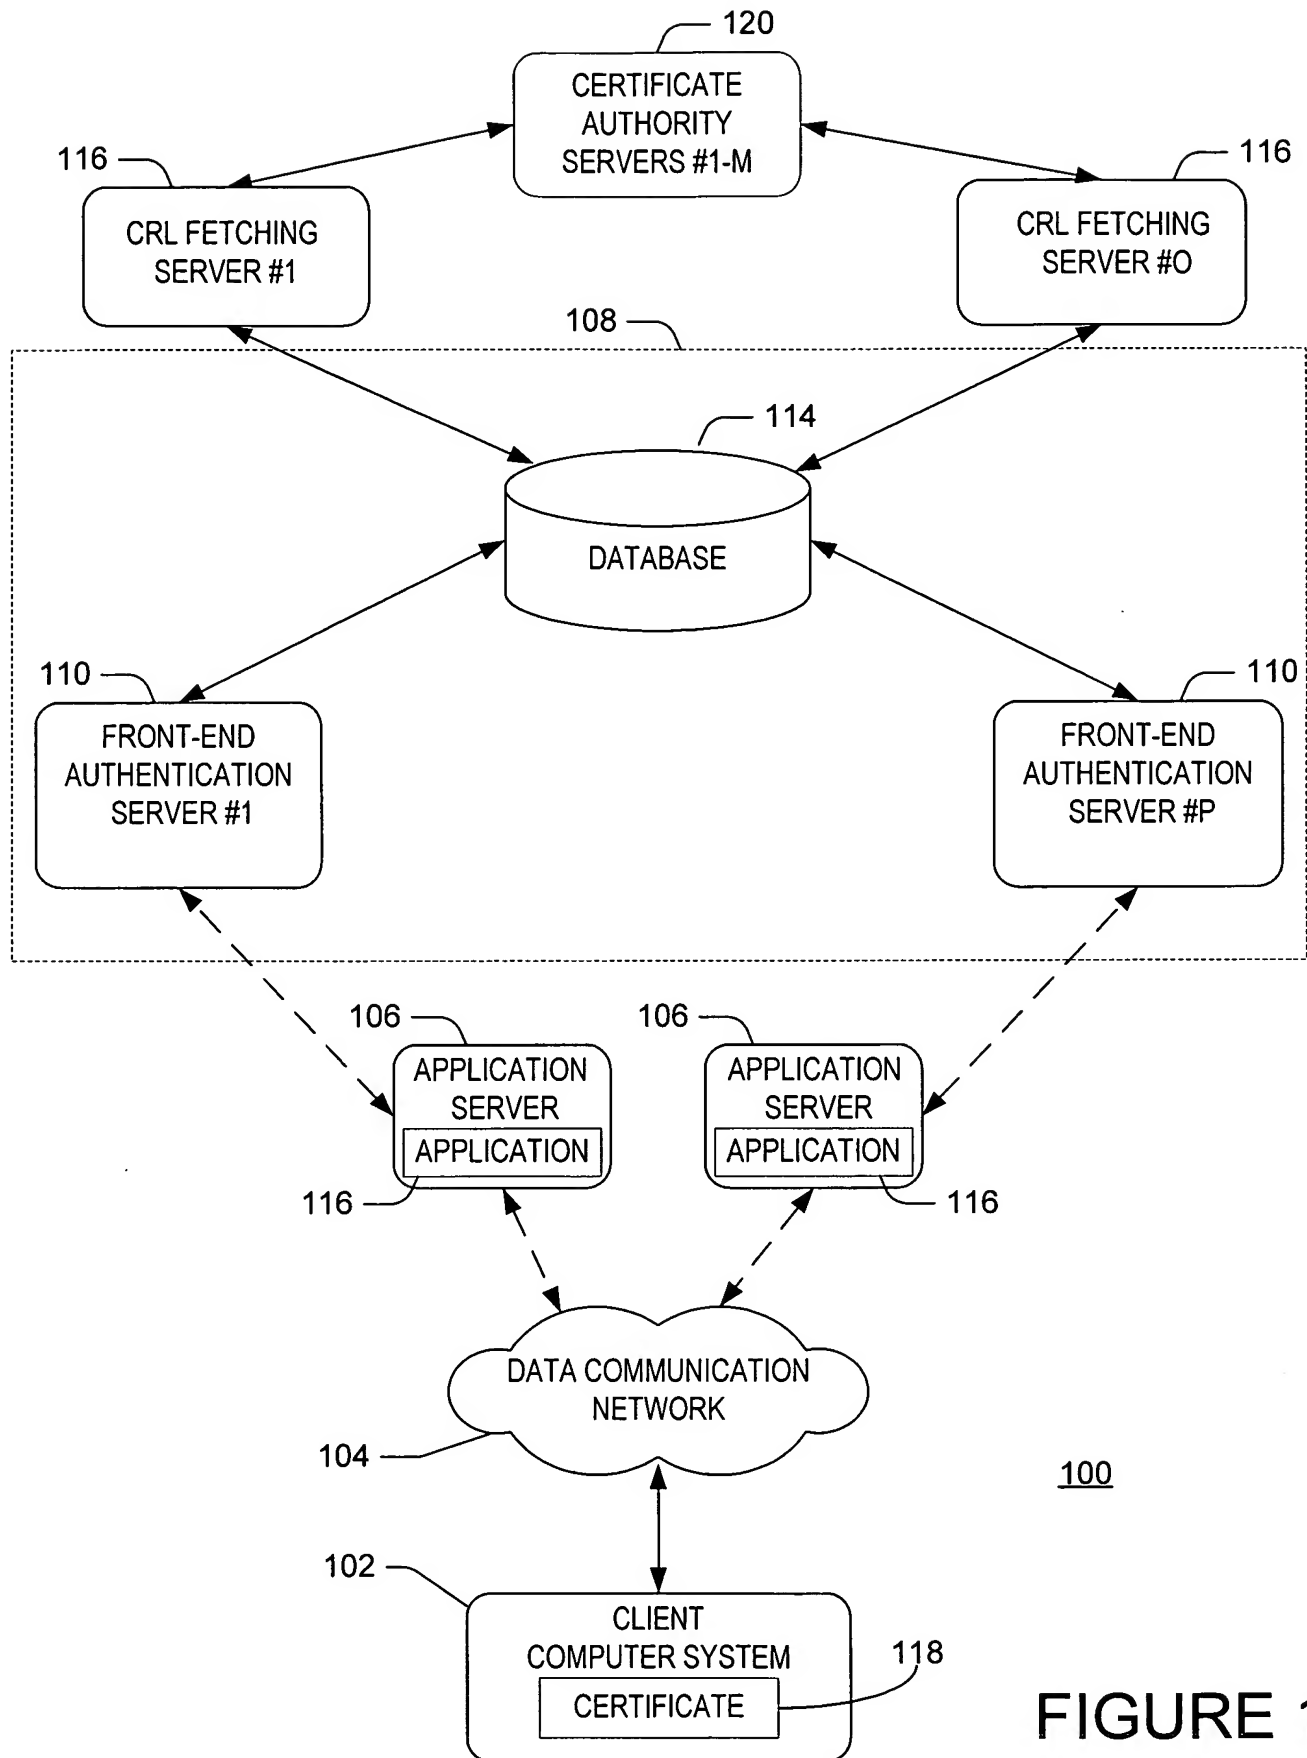 120
CERTIFICATE
AUTHORITY
SERVERS #1-M
116
CRL FETCHING
SERVER #1
116
CRL FETCHING
SERVER #O
108
114
DATABASE
110
FRONT-END
AUTHENTICATION
SERVER #1
110
FRONT-END
AUTHENTICATION
SERVER #P
106
APPLICATION
SERVER
APPLICATION
116
106
APPLICATION
SERVER
APPLICATION
116
DATA COMMUNICATION
NETWORK
104
100
102
CLIENT
COMPUTER SYSTEM
CERTIFICATE
118
FIGURE 1